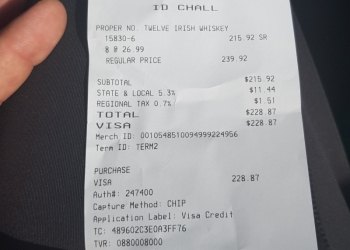 ID CHALL
PROPER NO. TWELVE IRISH WHISKEY
15830-6 215.92 SR
8 @ 26.99
REGULAR PRICE 239.92
SUBTOTAL $215.92
STATE & LOCAL 5.3% $11.44
REGIONAL TAX 0.7% $1.51
TOTAL $228.87
VISA $228.87
Merch ID: 0010548510094999224956
Term ID: TERM2
PURCHASE
VISA 228.87
Auth#: 247400
Capture Method: CHIP
Application Label: Visa Credit
TC: 489602C3E0A3FF76
TVR: 0880008000